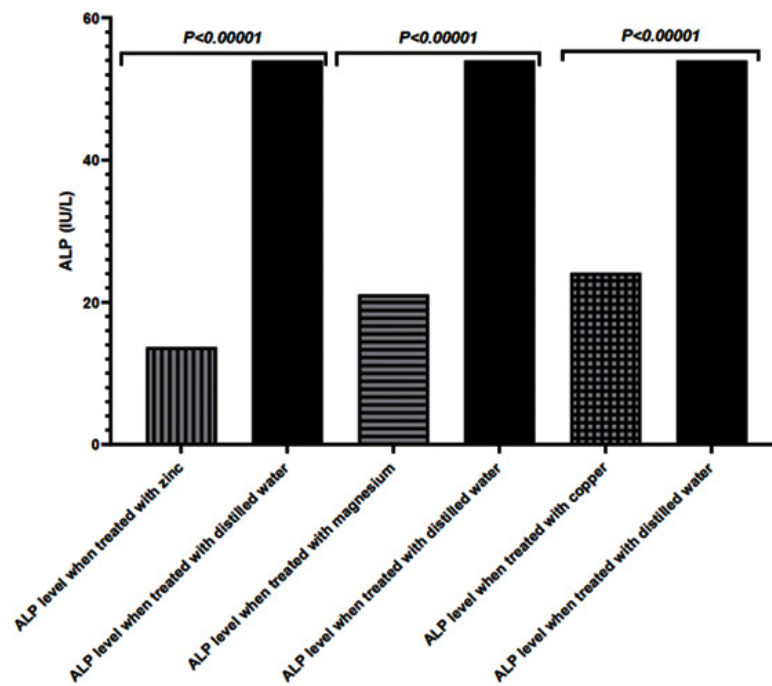 60
P<0.00001
P<0.00001
P<0.00001
40
ALP (IU/L)
20
0
ALP level when treated with zinc
ALP level when treated with distilled water
ALP level when treated with magnesium
ALP level when treated with distilled water
ALP level when treated with copper
ALP level when treated with distilled water